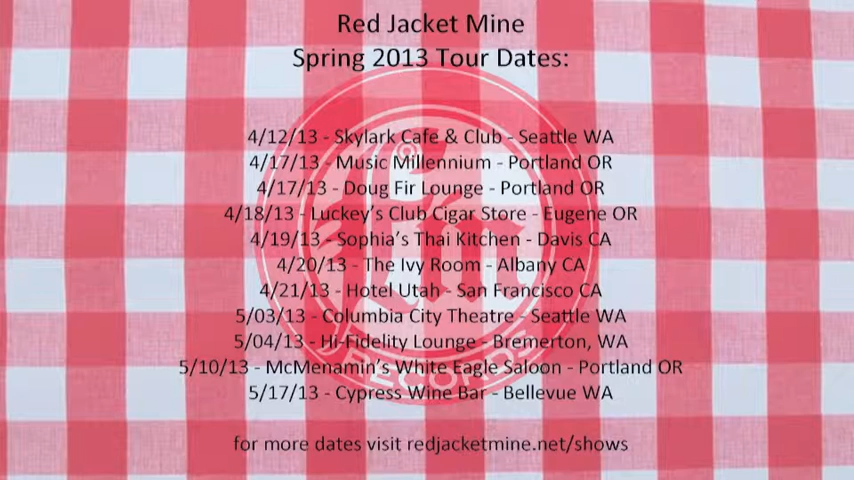 Red Jacket Mine
Spring 2013 Tour Dates:
4/12/13 - Skylark Cafe & Club - Seattle WA
4/17/13 - Music Millennium - Portland OR
4/17/13 - Doug Fir Lounge - Portland OR
4/18/13 - Luckey's Club Cigar Store - Eugene OR
4/19/13 - Sophia's Thai Kitchen - Davis CA
4/20/13 - The Ivy Room - Albany CA
4/21/13 - Hotel Utah - San Francisco CA
5/03/13 - Columbia City Theatre - Seattle WA
5/04/13 - Hi-Fidelity Lounge - Bremerton, WA
5/10/13 - McMenamin's White Eagle Saloon - Portland OR
5/17/13 - Cypress Wine Bar - Bellevue WA
RECORDS
for more dates visit redjacketmine.net/shows